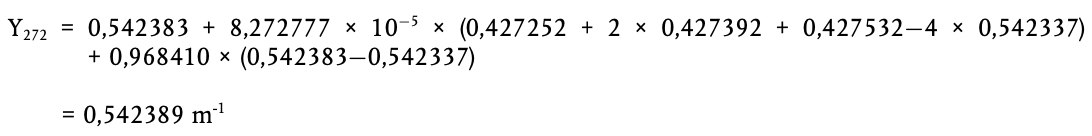 Y₂₇₂ = 0,542383 + 8,272777 × 10⁻⁵ × (0,427252 + 2 × 0,427392 + 0,427532−4 × 0,542337)
+ 0,968410 × (0,542383−0,542337)
= 0,542389 m⁻¹